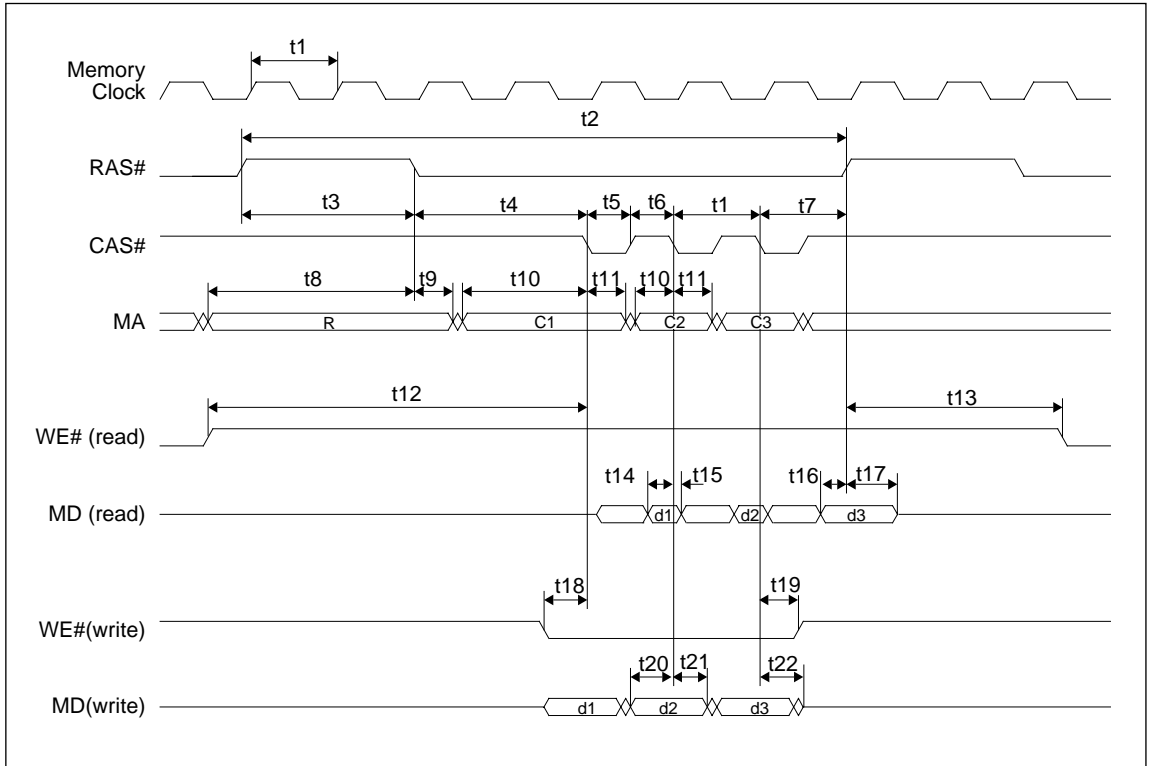 t1
Memory
Clock
t2
RAS#
t3 t4 t5 t6 t1 t7
CAS#
t8 t9 t10 t11 t10 t11
MA R C1 C2 C3
t12 t13
WE# (read)
t14 t15 t16 t17
MD (read) d1 d2 d3
t18 t19
WE#(write)
t20 t21 t22
MD(write) d1 d2 d3